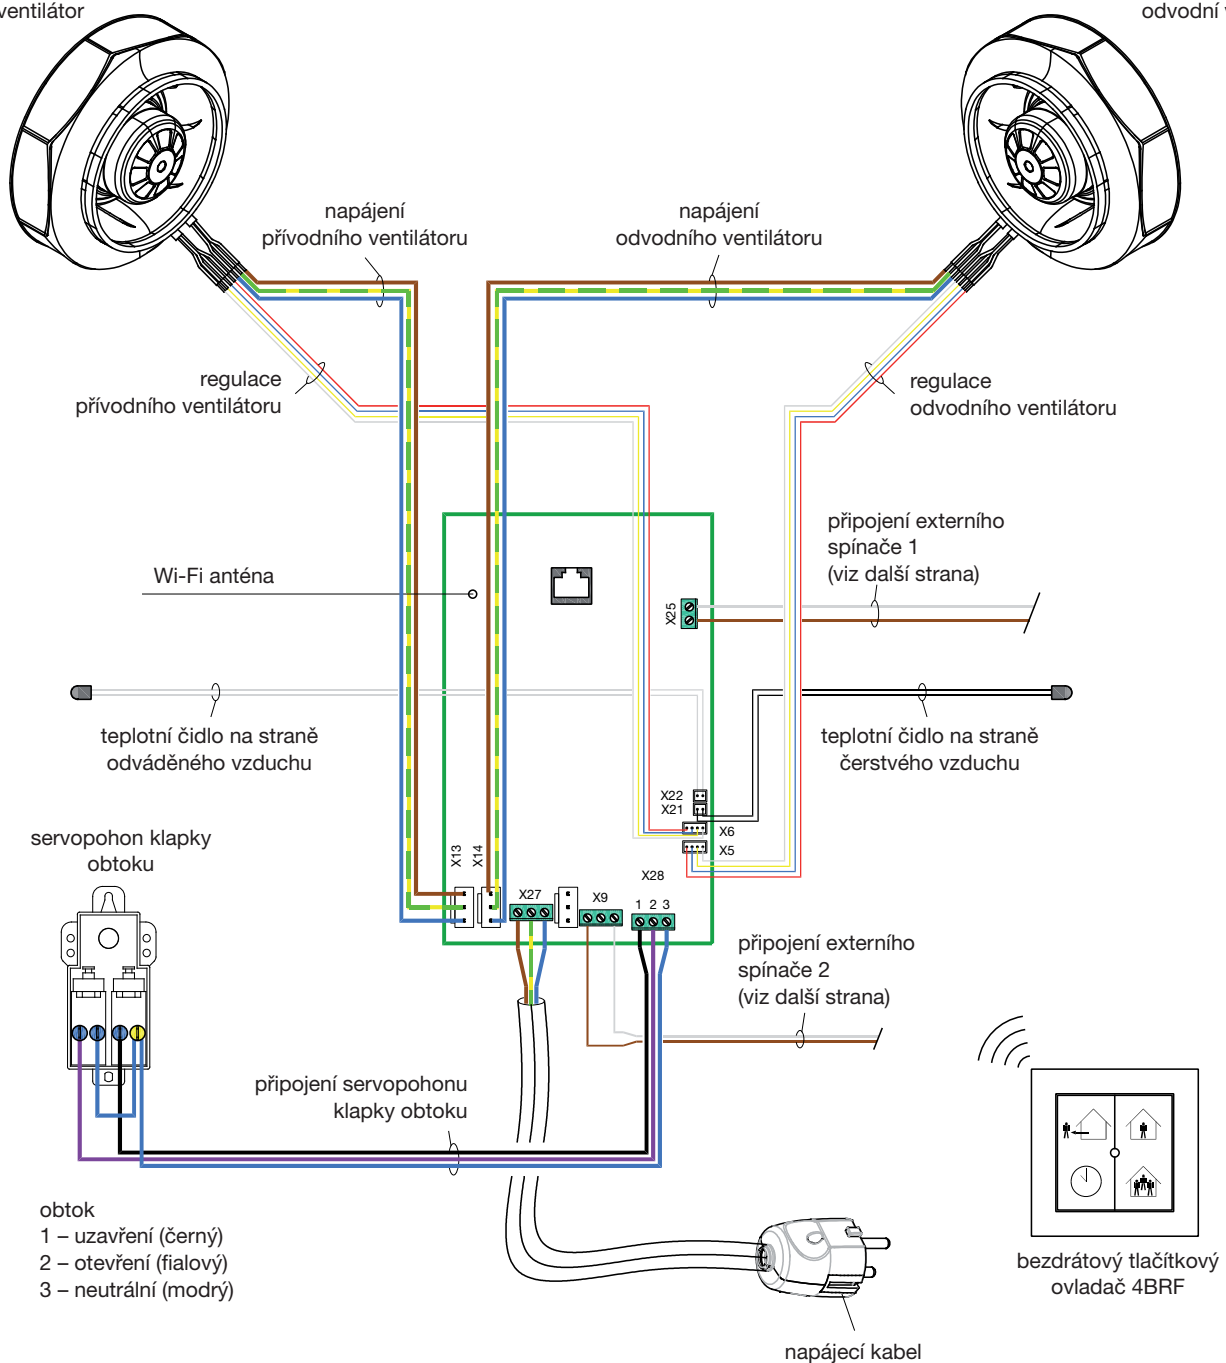 ventilátor
odvodní
napájení
přívodního ventilátoru
napájení
odvodního ventilátoru
regulace
přívodního ventilátoru
regulace
odvodního ventilátoru
připojení externího
spínače 1
(viz další strana)
Wi-Fi anténa
X25
teplotní čidlo na straně
odváděného vzduchu
teplotní čidlo na straně
čerstvého vzduchu
X22
X21
X6
X5
servopohon klapky
obtoku
X13
X14
X28
X27
X9
1 2 3
připojení externího
spínače 2
(viz další strana)
připojení servopohonu
klapky obtoku
obtok
1 – uzavření (černý)
2 – otevření (fialový)
3 – neutrální (modrý)
bezdrátový tlačítkový
ovladač 4BRF
napájecí kabel